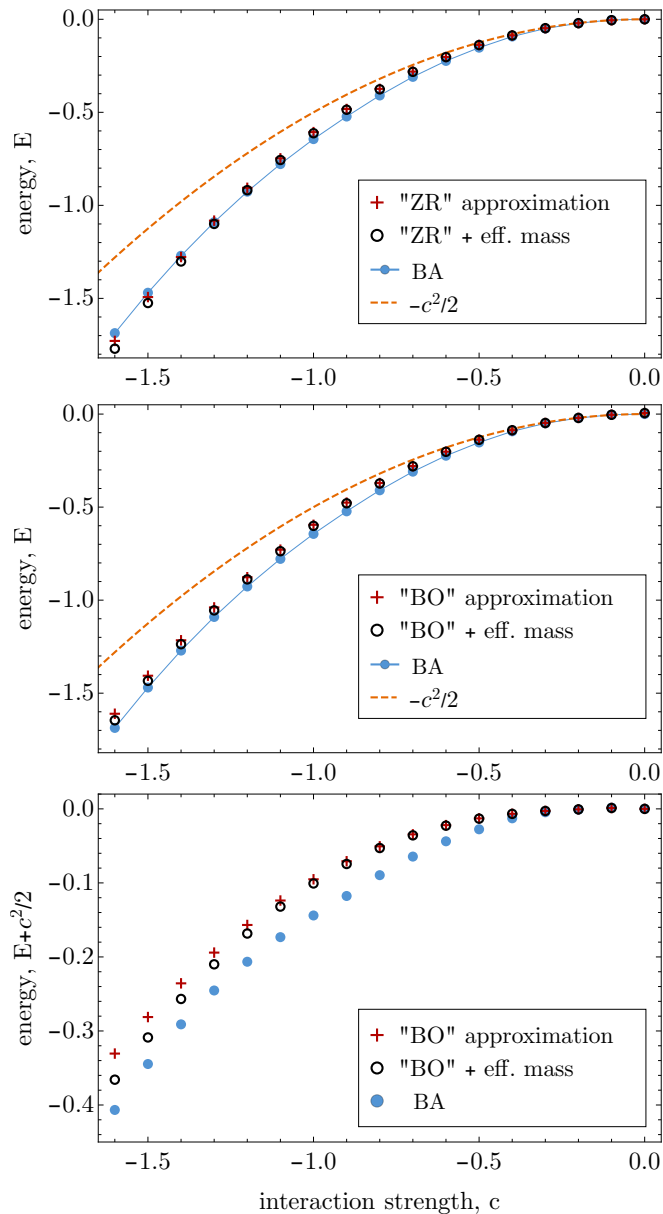 0.0
−0.5
−1.0
−1.5
energy, E
"ZR" approximation
"ZR" + eff. mass
BA
−c²/2
−1.5 −1.0 −0.5 0.0
0.0
−0.5
−1.0
−1.5
energy, E
"BO" approximation
"BO" + eff. mass
BA
−c²/2
−1.5 −1.0 −0.5 0.0
0.0
−0.1
−0.2
−0.3
−0.4
energy, E+c²/2
"BO" approximation
"BO" + eff. mass
BA
−1.5 −1.0 −0.5 0.0
interaction strength, c